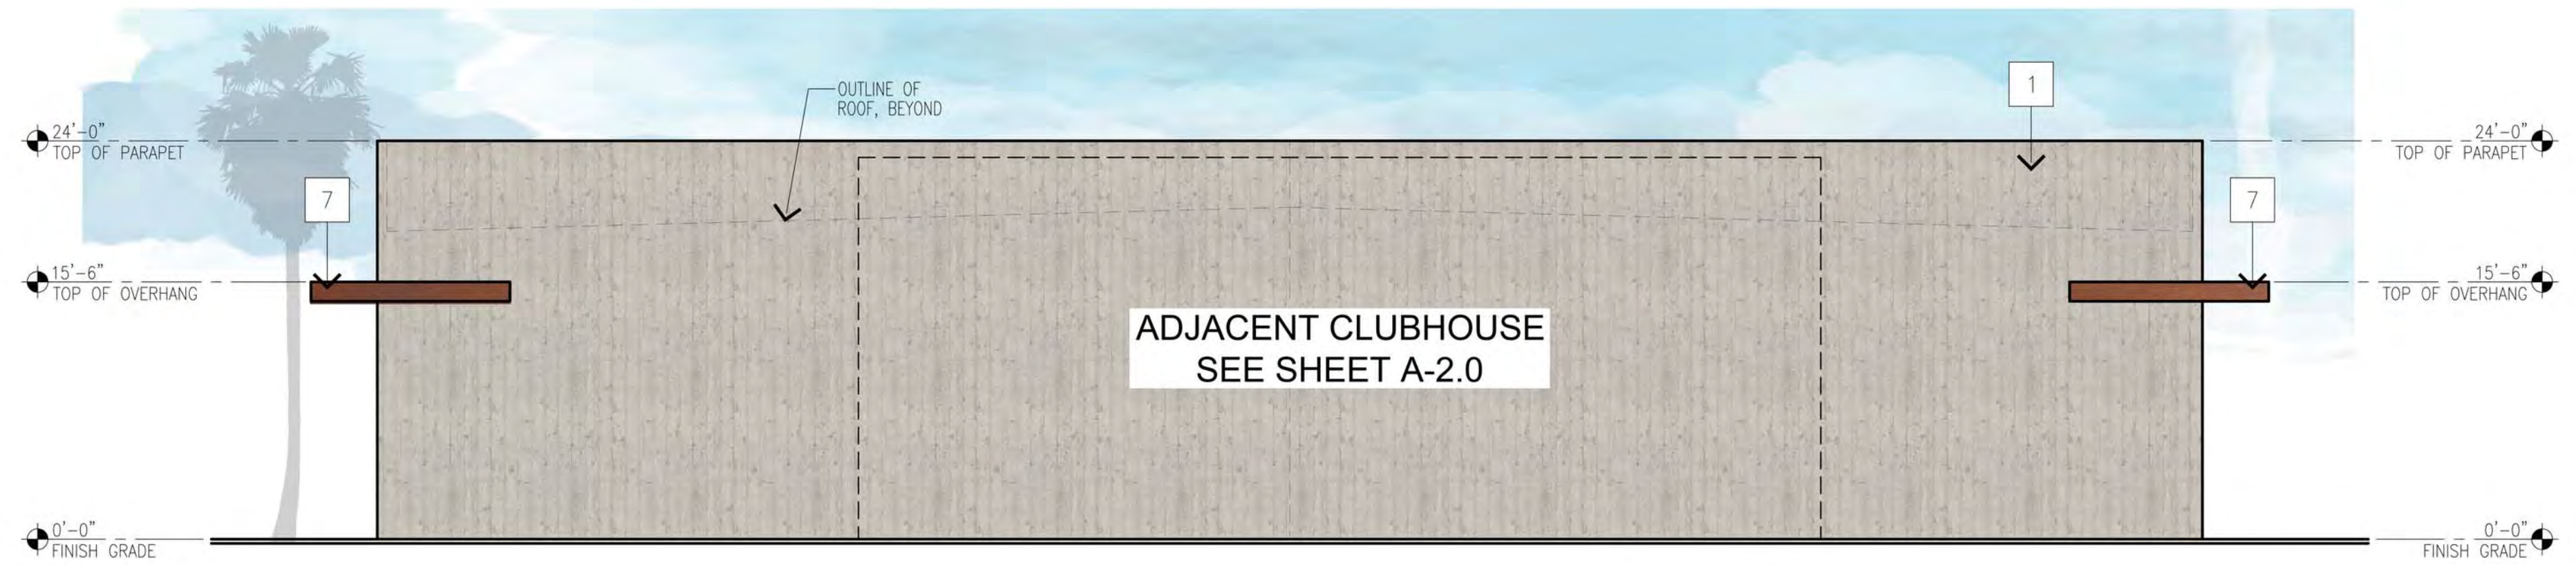 OUTLINE OF
ROOF, BEYOND
1
24'-0"
TOP OF PARAPET
24'-0"
TOP OF PARAPET
7
7
15'-6"
TOP OF OVERHANG
15'-6"
TOP OF OVERHANG
ADJACENT CLUBHOUSE
SEE SHEET A-2.0
0'-0"
FINISH GRADE
0'-0"
FINISH GRADE